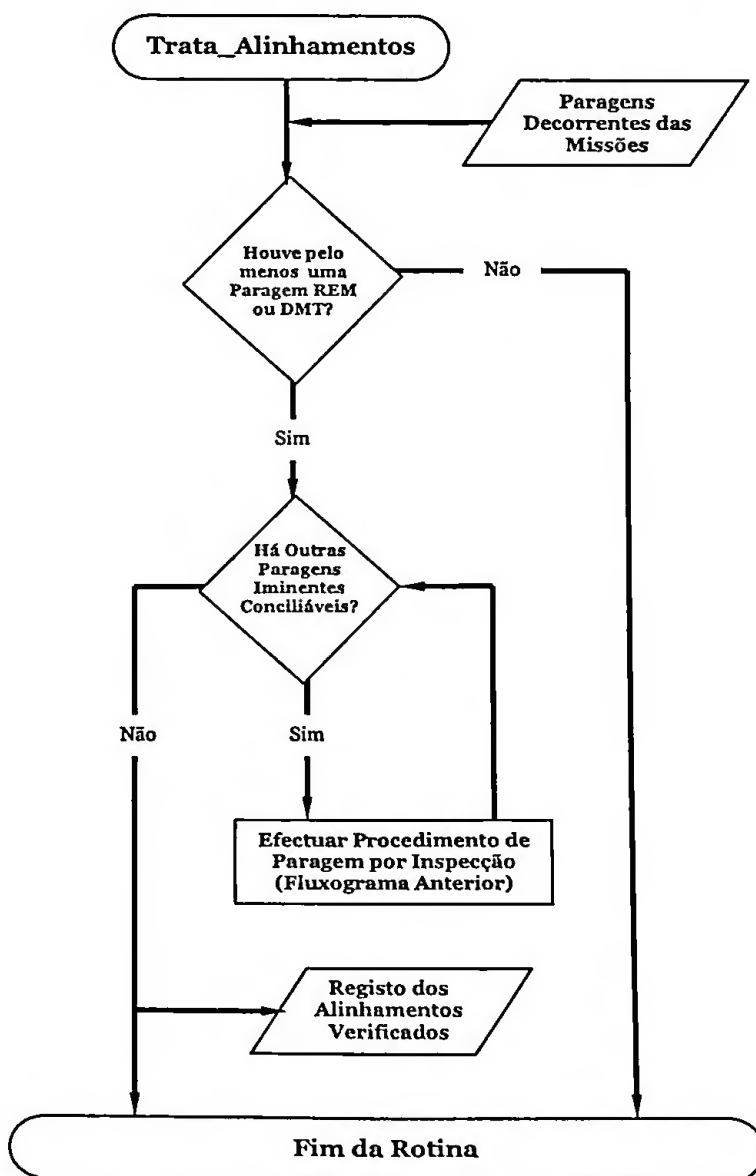 Trata_Alinhamentos
Paragens
Decorrentes das
Missões
Houve pelo
menos uma
Paragem REM
ou DMT?
Não
Sim
Há Outras
Paragens
Iminentes
Conciliáveis?
Não
Sim
Efectuar Procedimento de
Paragem por Inspecção
(Fluxograma Anterior)
Registo dos
Alinhamentos
Verificados
Fim da Rotina